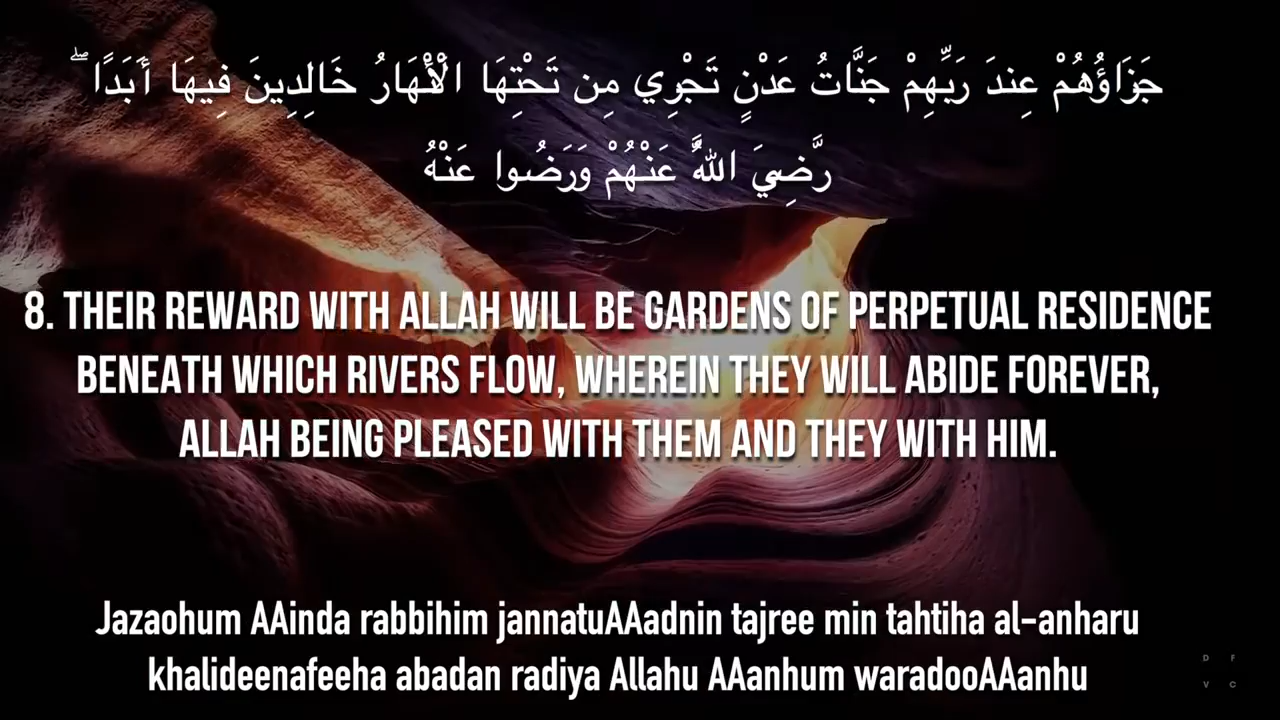 جَزَاؤُهُمْ عِندَ رَبِّهِمْ جَنَّاتُ عَدْنٍ تَجْرِي مِن تَحْتِهَا الْأَنْهَارُ خَالِدِينَ فِيهَا أَبَدًا ۖ
رَّضِيَ اللَّهُ عَنْهُمْ وَرَضُوا عَنْهُ
8. THEIR REWARD WITH ALLAH WILL BE GARDENS OF PERPETUAL RESIDENCE
BENEATH WHICH RIVERS FLOW, WHEREIN THEY WILL ABIDE FOREVER,
ALLAH BEING PLEASED WITH THEM AND THEY WITH HIM.
Jazaohum AAinda rabbihim jannatuAAadnin tajree min tahtiha al-anharu
khalideenafeeha abadan radiya Allahu AAanhum waradooAAanhu
D F
V C